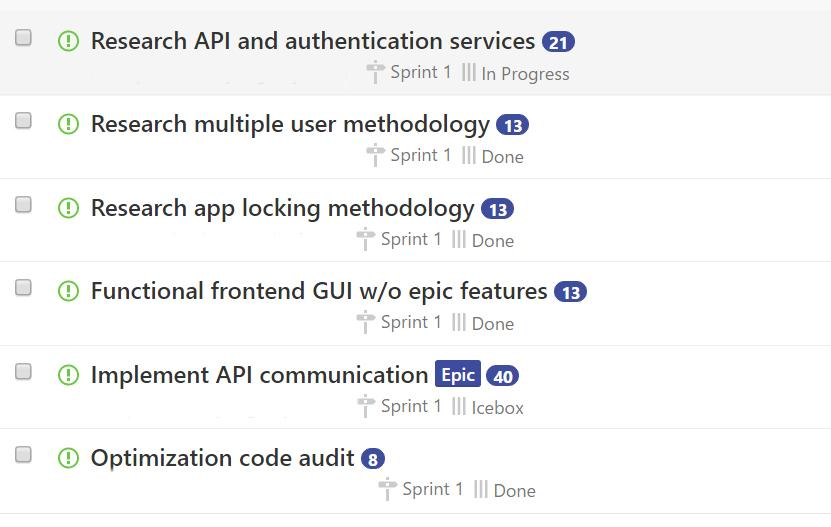 Research API and authentication services 21
Sprint 1 In Progress
Research multiple user methodology 13
Sprint 1 Done
Research app locking methodology 13
Sprint 1 Done
Functional frontend GUI w/o epic features 13
Sprint 1 Done
Implement API communication Epic 40
Sprint 1 Icebox
Optimization code audit 8
Sprint 1 Done